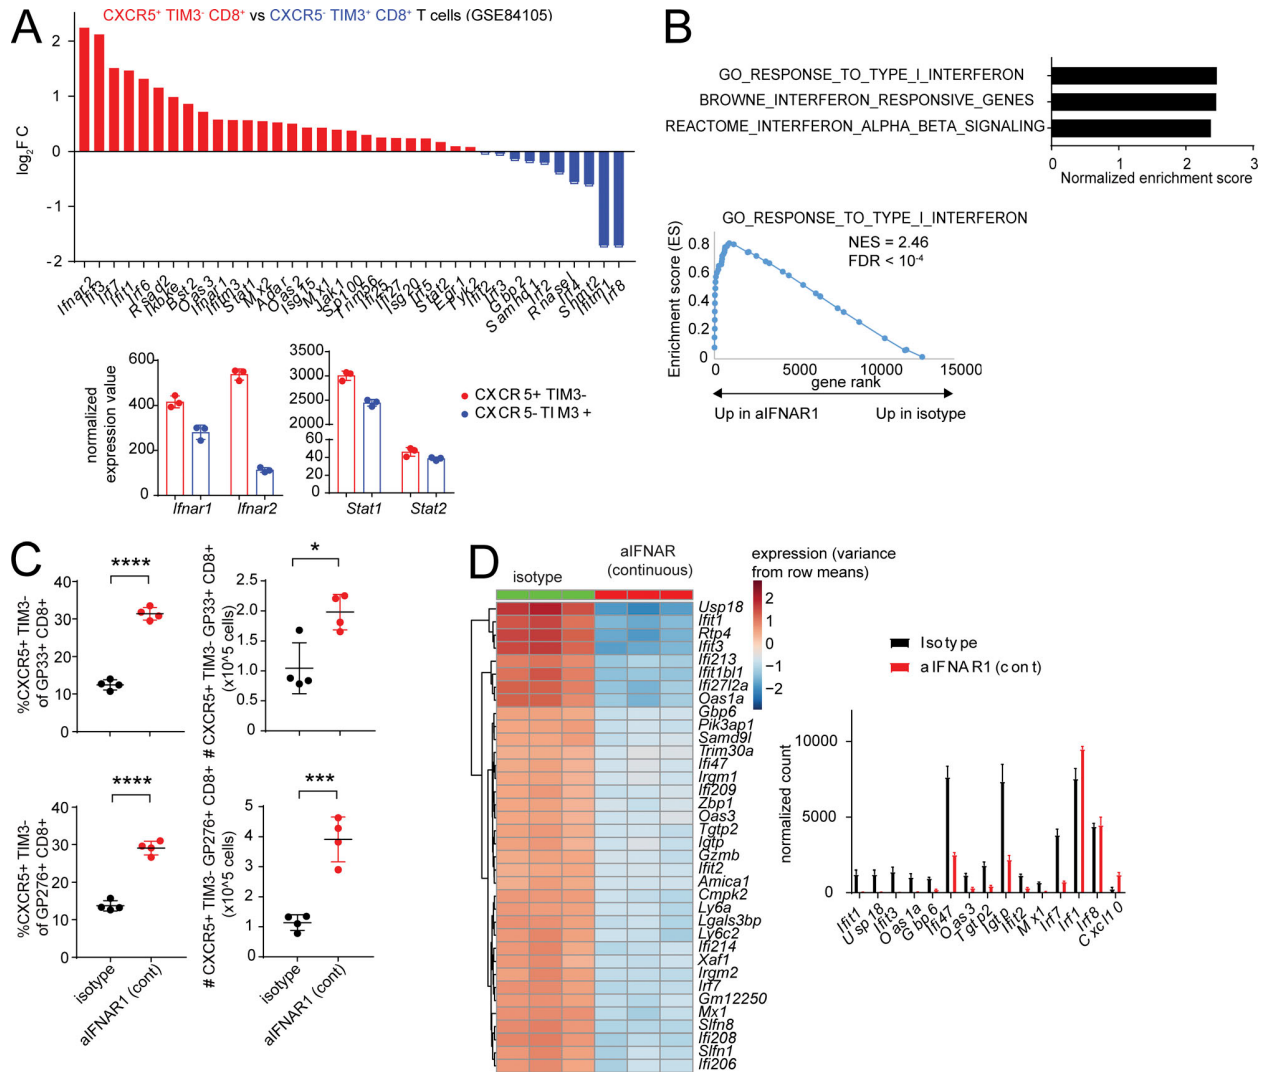 A
CXCR5+ TIM3- CD8+ vs CXCR5- TIM3+ CD8+ T cells (GSE84105)
log2FC
2
1
0
-1
-2
Ifnar2
Ifit3
Irf7
Ifit1
Irf6
Rsad2
Ikbke
Bst2
Oas3
Ifnar1
Ifitm3
Stat1
Mx2
Adar
Oas2
Isg15
Mx1
Jak1
Sp100
Trim56
Ifi35
Ifi27
Isg20
Irf5
Stat2
Egr1
Tyk2
Ifit2
Irf3
Gbp2
Samhd1
Irf2
Rnasel
Irf4
Shmt2
Ifitm1
Irf8
normalized
expression value
600
400
200
0
Ifnar1
Ifnar2
3500
3000
2500
2000
60
40
20
0
Stat1
Stat2
CXCR5+ TIM3-
CXCR5-TIM3+
B
GO_RESPONSE_TO_TYPE_I_INTERFERON
BROWNE_INTERFERON_RESPONSIVE_GENES
REACTOME_INTERFERON_ALPHA_BETA_SIGNALING
0 1 2 3
Normalized enrichment score
GO_RESPONSE_TO_TYPE_I_INTERFERON
NES = 2.46
FDR < 10-4
Enrichment score (ES)
0.8
0.6
0.4
0.2
0
5000 10000 15000
gene rank
Up in aIFNAR1 Up in isotype
C
%CXCR5+ TIM3-
of GP33+ CD8+
40
30
20
10
0
****
# CXCR5+ TIM3- GP33+ CD8+
(x10^5 cells)
2.5
2.0
1.5
1.0
0.5
0
*
%CXCR5+ TIM3-
of GP276+ CD8+
40
30
20
10
0
****
isotype
aIFNAR1 (cont)
# CXCR5+ TIM3- GP276+ CD8+
(x10^5 cells)
5
4
3
2
1
0
***
isotype
aIFNAR1 (cont)
D
isotype
aIFNAR
(continuous)
expression (variance
from row means)
2
1
0
−1
−2
Usp18
Ifit1
Rtp4
Ifit3
Ifi213
Ifit1bl1
Ifi27l2a
Oas1a
Gbp6
Pik3ap1
Samd9l
Trim30a
Ifi47
Irgm1
Ifi209
Zbp1
Oas3
Tgtp2
Igtp
Gzmb
Ifit2
Amica1
Cmpk2
Ly6a
Lgals3bp
Ly6c2
Ifi214
Xaf1
Irgm2
Irf7
Gm12250
Mx1
Slfn8
Ifi208
Slfn1
Ifi206
Isotype
aIFNAR1(cont)
normalized count
10000
5000
0
Ifit1
Usp18
Ifit3
Oas1a
Gbp6
Ifi47
Oas3
Tgtp2
Igtp
Ifit2
Mx1
Irf7
Irf1
Irf8
Cxcl10